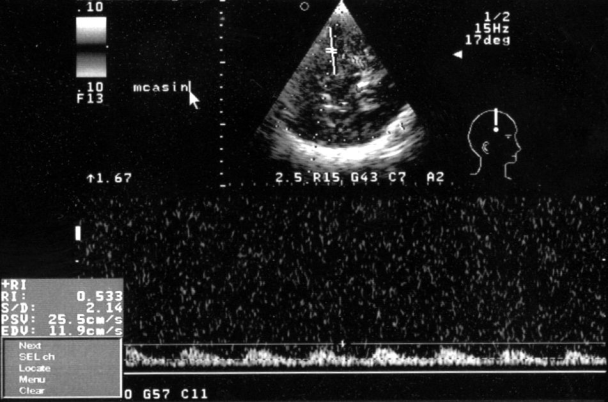 .10
.10
F13
mcasin
1/2
15Hz
17deg
↑1.67
2.5 R15 G43 C7 A2
+RI
RI: 0.533
S/D: 2.14
PSV: 25.5cm/s
EDV: 11.9cm/s
Next
SEL ch
Locate
Menu
Clear
0 G57 C11